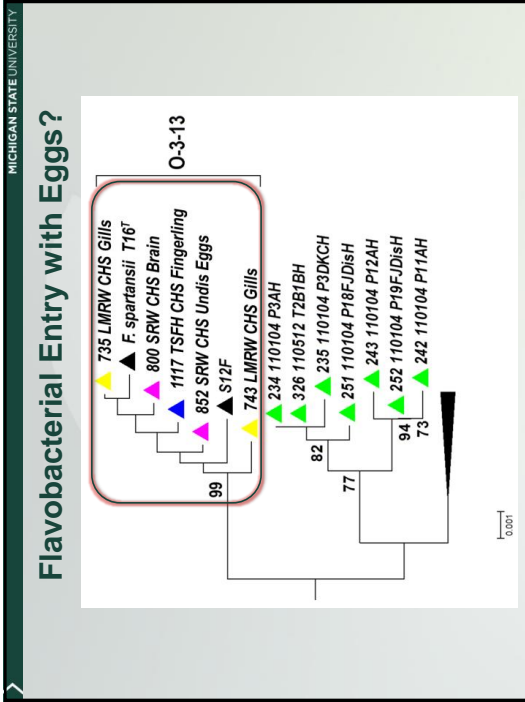 MICHIGAN STATE UNIVERSITY
Flavobacterial Entry with Eggs?
735 LMRW CHS Gills
F. spartansii T16ᵀ
800 SRW CHS Brain
1117 TSFH CHS Fingerling
852 SRW CHS Undis Eggs
S12F
743 LMRW CHS Gills
O-3-13
234 110104 P3AH
326 110512 T2B1BH
235 110104 P3DKCH
251 110104 P18FJDisH
243 110104 P12AH
252 110104 P19FJDisH
242 110104 P11AH
99
82
77
94
73
0.001